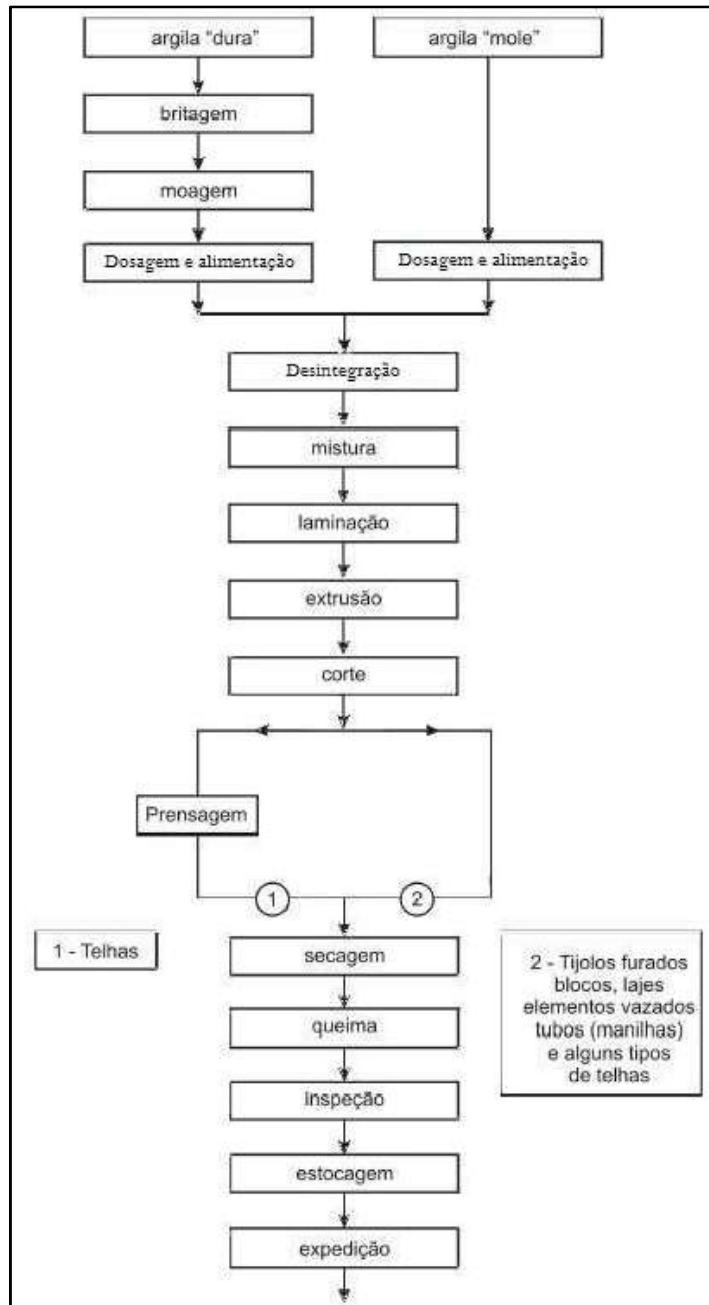 argila “dura”
argila “mole”
britagem
moagem
Dosagem e alimentação
Dosagem e alimentação
Desintegração
mistura
laminação
extrusão
corte
Prensagem
1
2
1 - Telhas
secagem
queima
inspeção
estocagem
expedição
2 - Tijolos furados
blocos, lajes
elementos vazados
tubos (manilhas)
e alguns tipos
de telhas